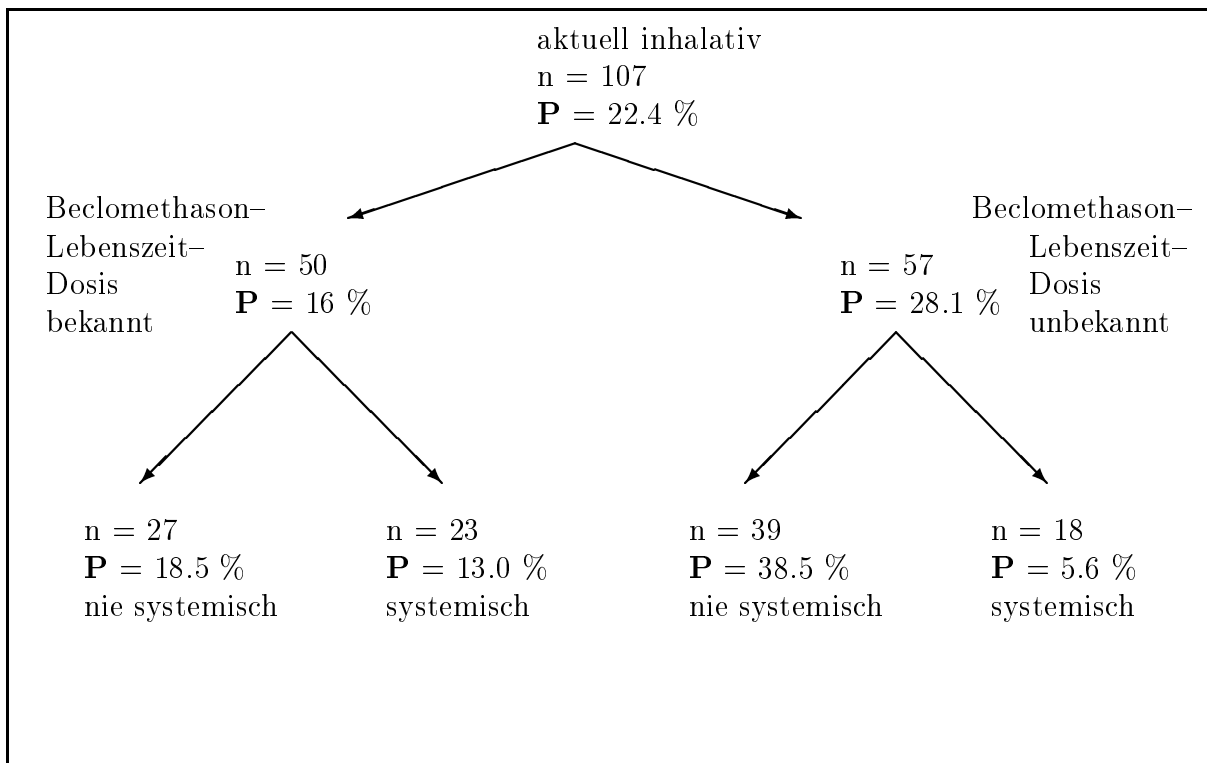 aktuell inhalativ
n = 107
P = 22.4 %
Beclomethason–
Lebenszeit–
Dosis
bekannt
n = 50
P = 16 %
n = 57
P = 28.1 %
Beclomethason–
Lebenszeit–
Dosis
unbekannt
n = 27
P = 18.5 %
nie systemisch
n = 23
P = 13.0 %
systemisch
n = 39
P = 38.5 %
nie systemisch
n = 18
P = 5.6 %
systemisch